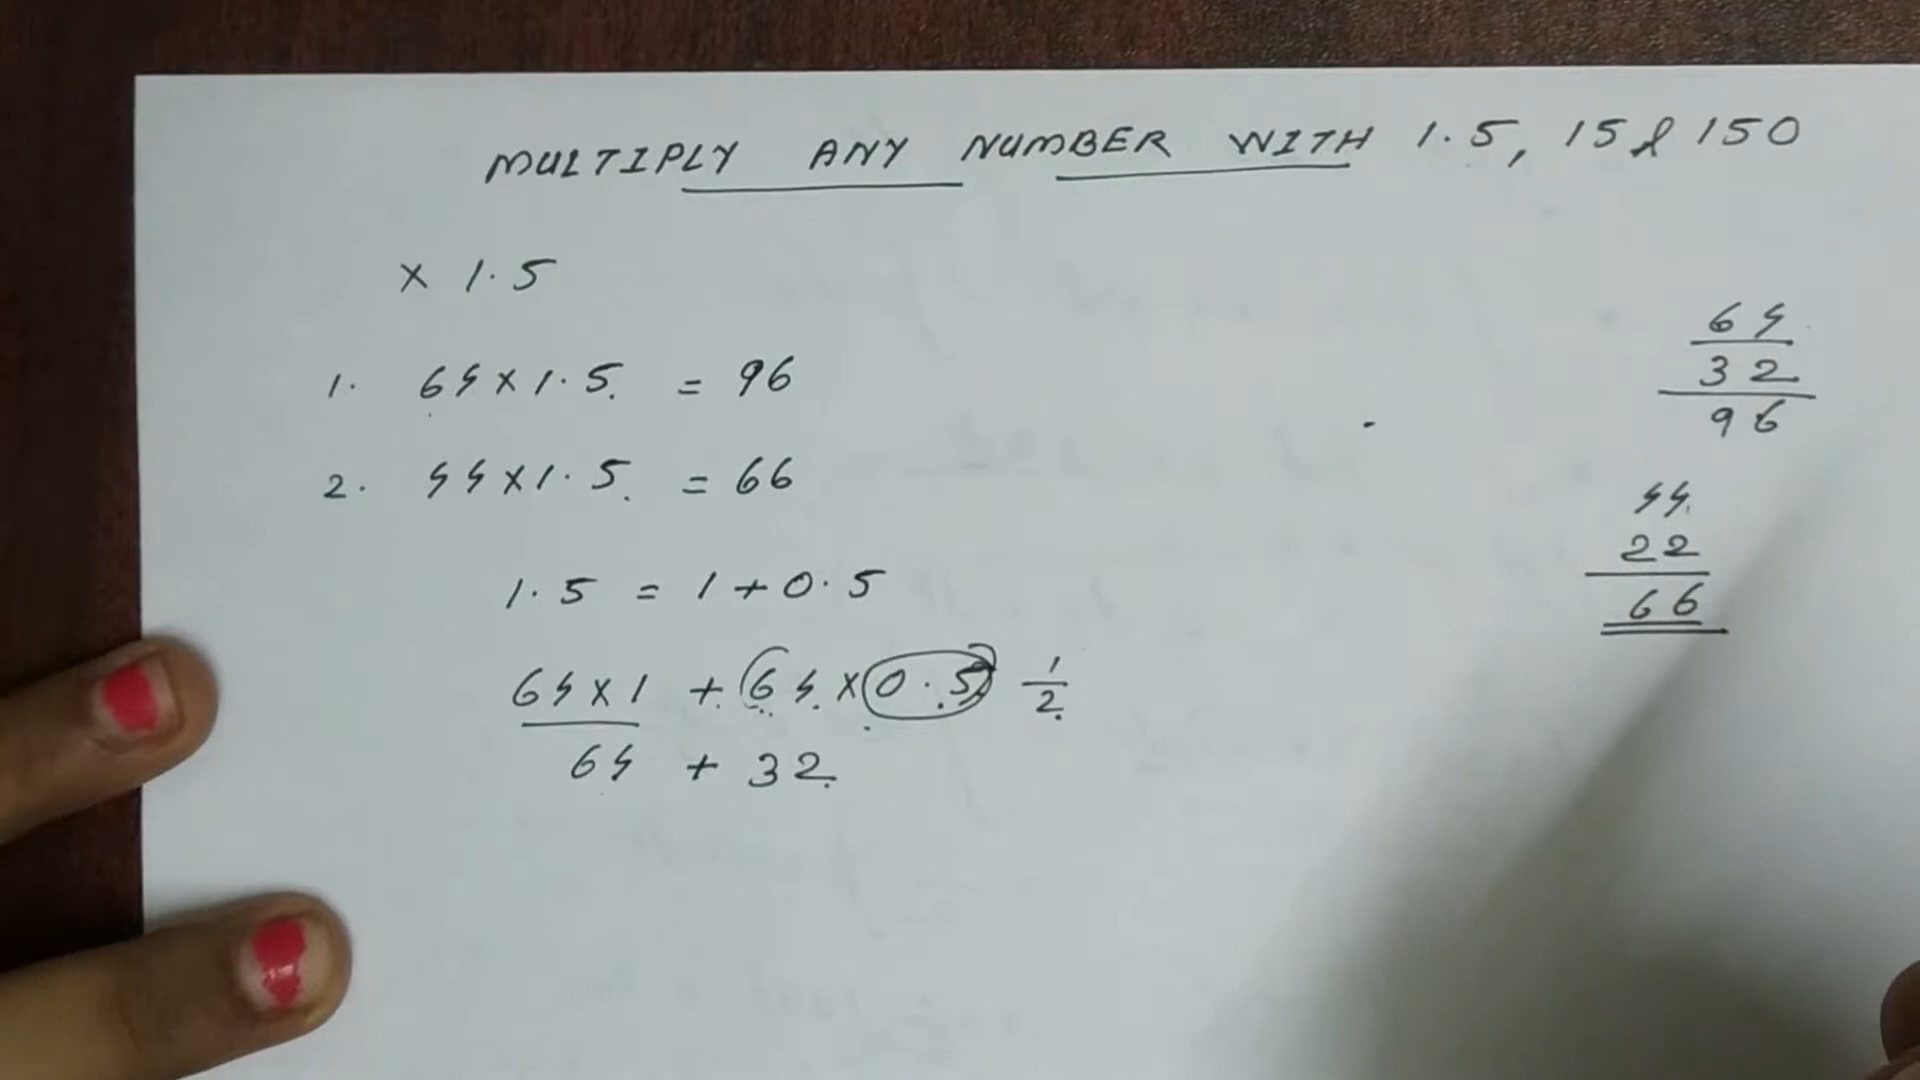 MULTIPLY ANY NUMBER WITH 1.5, 15 & 150
× 1.5
1. 64×1.5 = 96
2. 44×1.5 = 66
1.5 = 1+0.5
64×1 + (64×0.5) 1/2
64 + 32
64
32
96
44
22
66